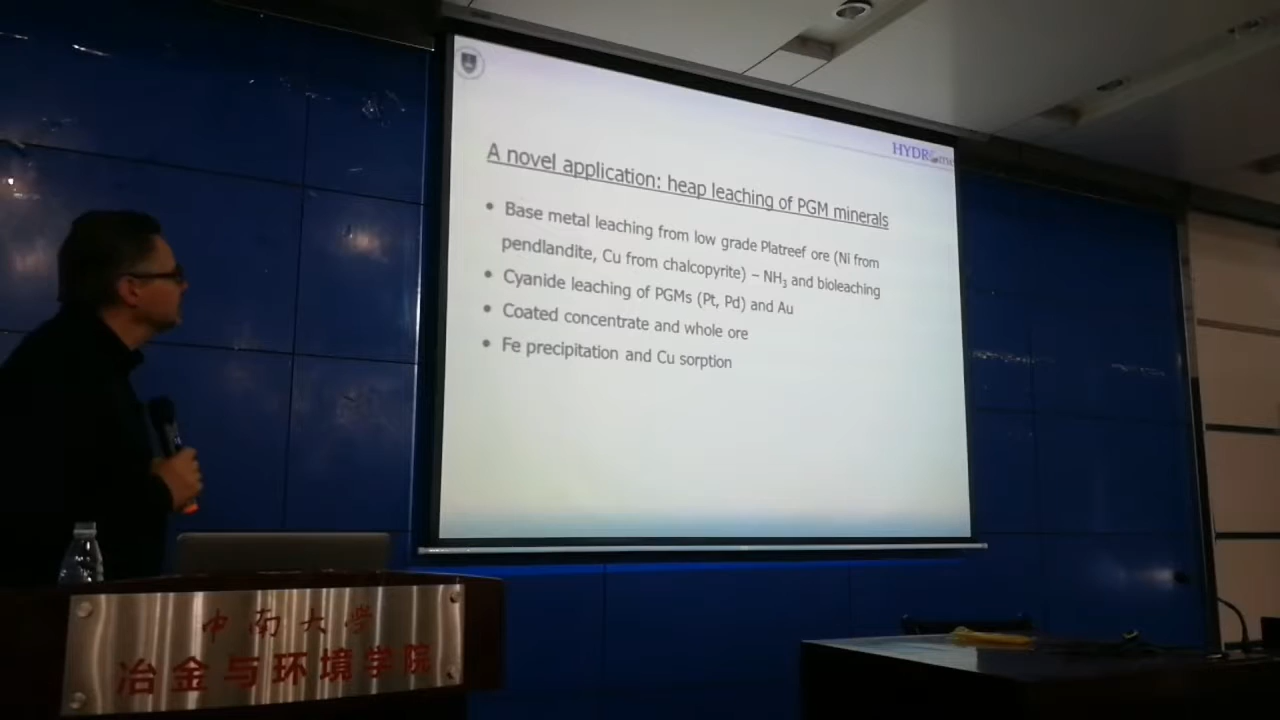 HYDROme
A novel application: heap leaching of PGM minerals
• Base metal leaching from low grade Platreef ore (Ni from
pendlandite, Cu from chalcopyrite) – NH₃ and bioleaching
• Cyanide leaching of PGMs (Pt, Pd) and Au
• Coated concentrate and whole ore
• Fe precipitation and Cu sorption
中南大学
冶金与环境学院